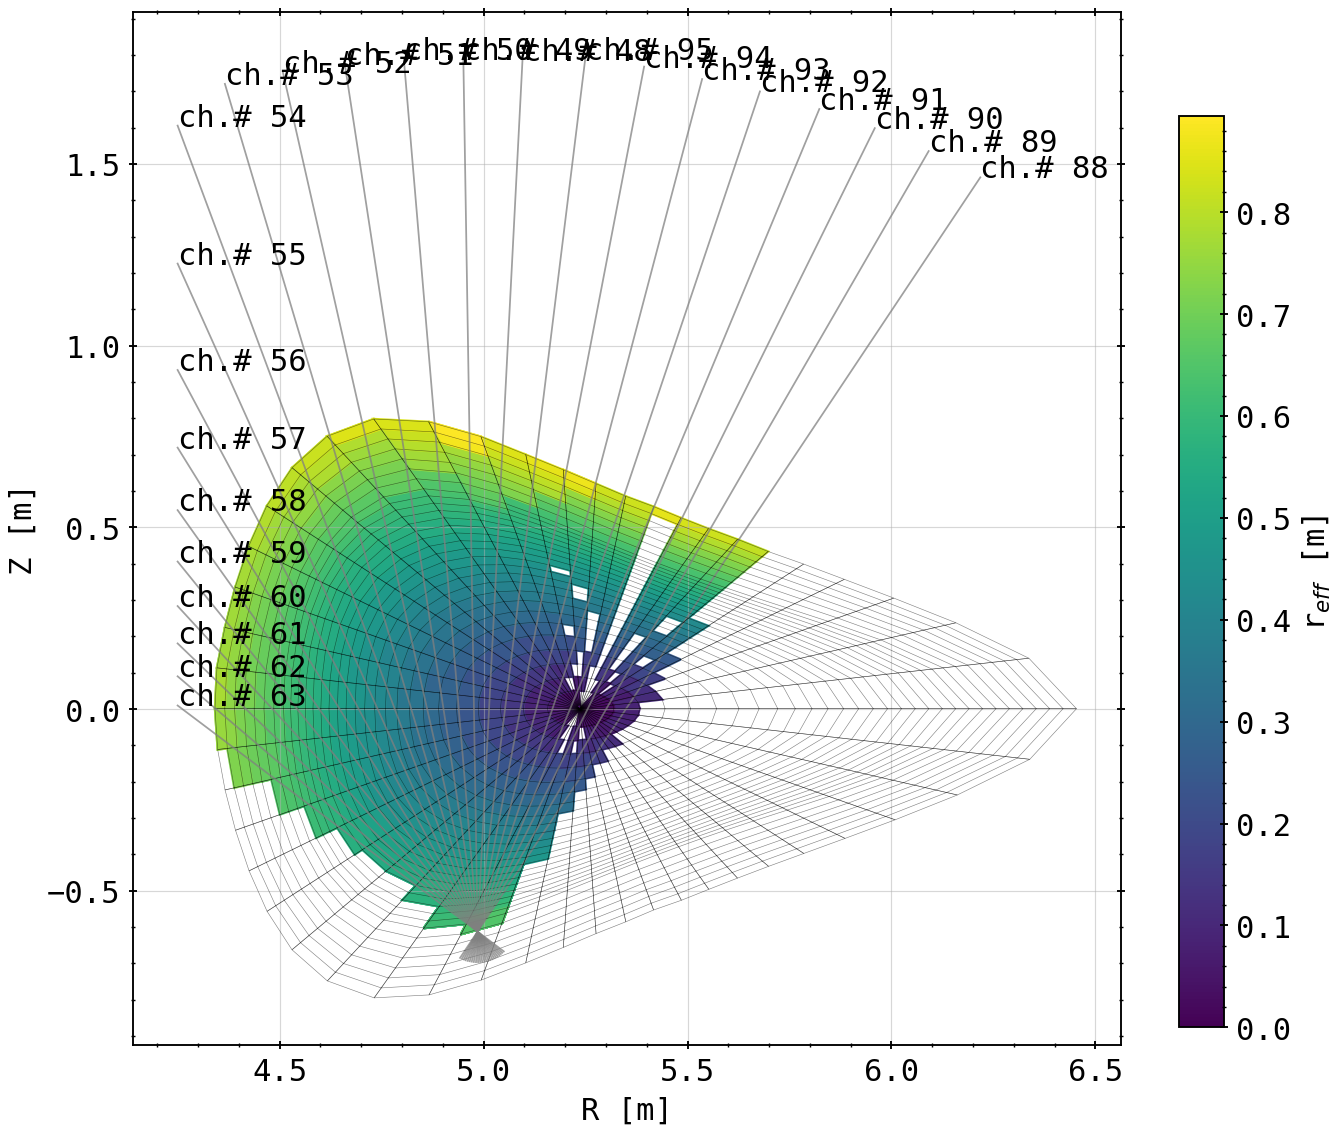 ch.# 53
ch.# 52
ch.# 51
ch.# 50
ch.# 49
ch.# 48
ch.# 95
ch.# 94
ch.# 93
ch.# 92
ch.# 91
ch.# 90
ch.# 89
ch.# 88
ch.# 54
ch.# 55
ch.# 56
ch.# 57
ch.# 58
ch.# 59
ch.# 60
ch.# 61
ch.# 62
ch.# 63
1.5
1.0
0.5
0.0
−0.5
Z [m]
4.5 5.0 5.5 6.0 6.5
R [m]
0.8
0.7
0.6
0.5
0.4
0.3
0.2
0.1
0.0
r_eff [m]